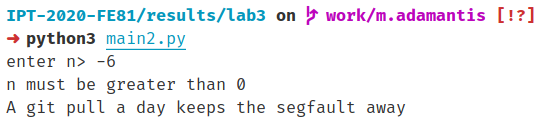 IPT-2020-FE81/results/lab3 on  work/m.adamantis [!?]
➜ python3 main2.py
enter n> -6
n must be greater than 0
A git pull a day keeps the segfault away